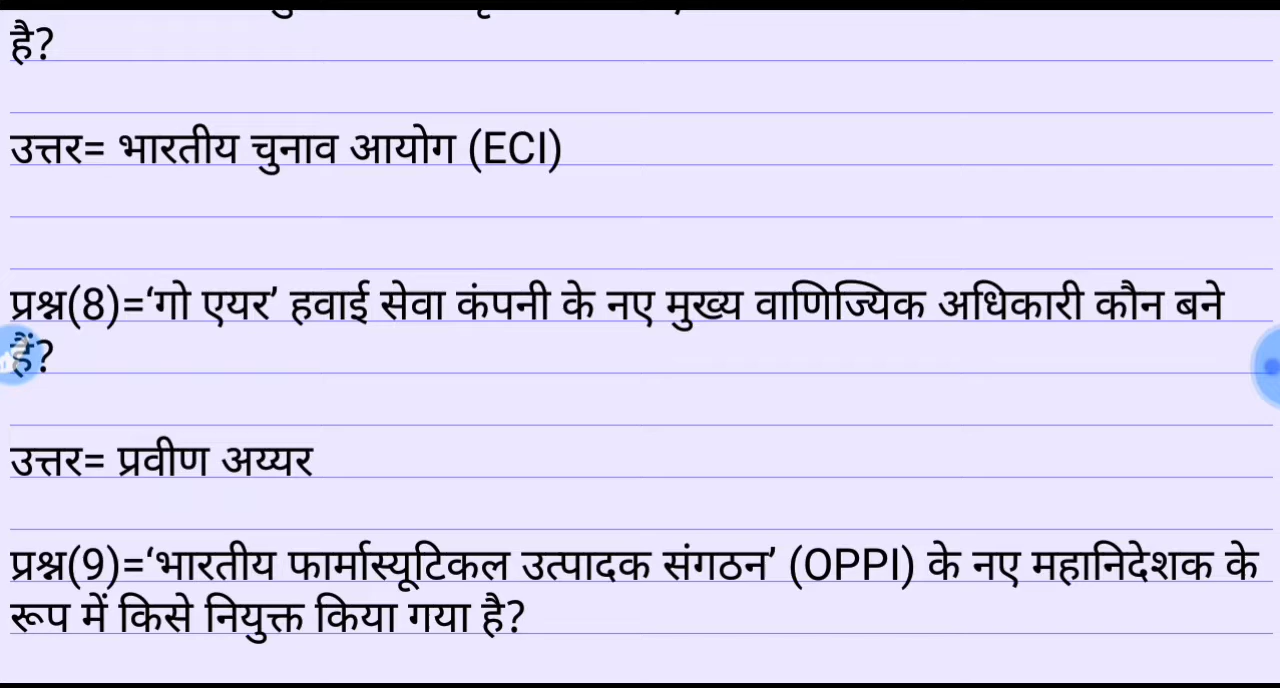 है?
उत्तर= भारतीय चुनाव आयोग (ECI)
प्रश्न(8)=‘गो एयर’ हवाई सेवा कंपनी के नए मुख्य वाणिज्यिक अधिकारी कौन बने
हैं?
उत्तर= प्रवीण अय्यर
प्रश्न(9)=‘भारतीय फार्मास्यूटिकल उत्पादक संगठन’ (OPPI) के नए महानिदेशक के
रूप में किसे नियुक्त किया गया है?